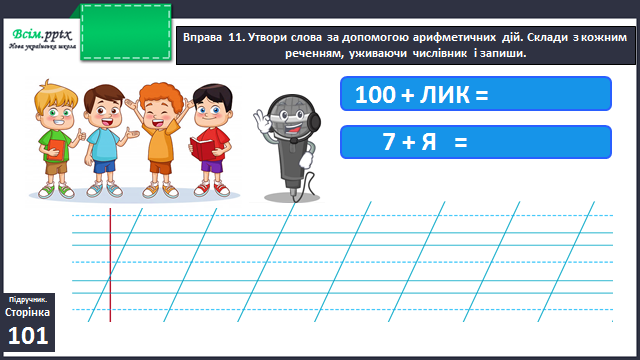 Всім.pptx
Нова українська школа
Вправа 11. Утвори слова за допомогою арифметичних дій. Склади з кожним
реченням, уживаючи числівник і запиши.
100 + ЛИК =
7 + Я =
Підручник.
Сторінка
101